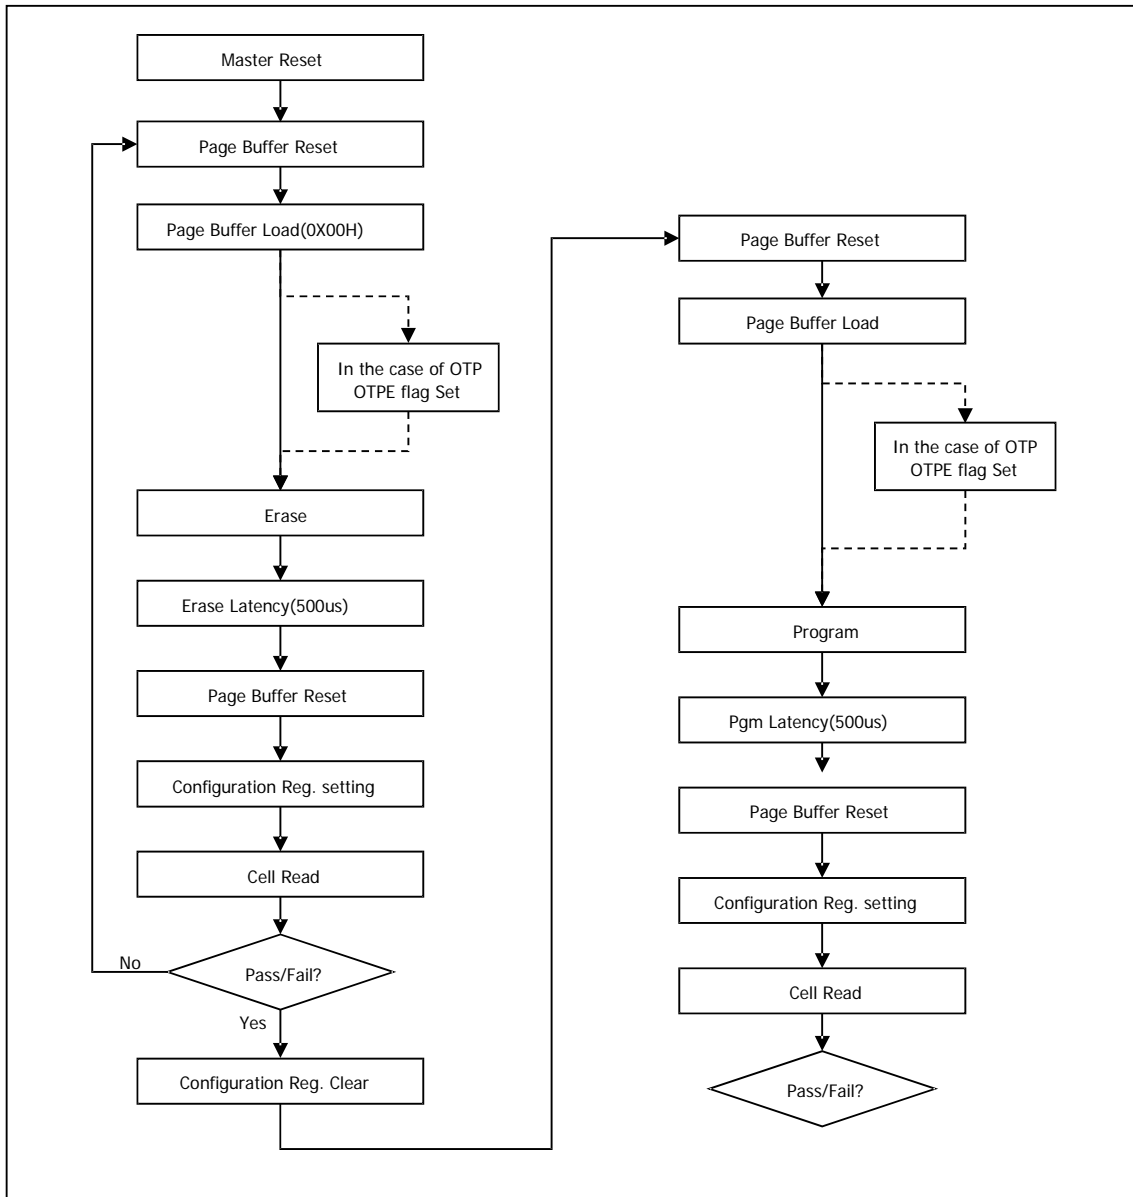 Master Reset
Page Buffer Reset
Page Buffer Load(0X00H)
In the case of OTP
OTPE flag Set
Erase
Erase Latency(500us)
Page Buffer Reset
Configuration Reg. setting
Cell Read
Pass/Fail?
No
Yes
Configuration Reg. Clear
Page Buffer Reset
Page Buffer Load
In the case of OTP
OTPE flag Set
Program
Pgm Latency(500us)
Page Buffer Reset
Configuration Reg. setting
Cell Read
Pass/Fail?